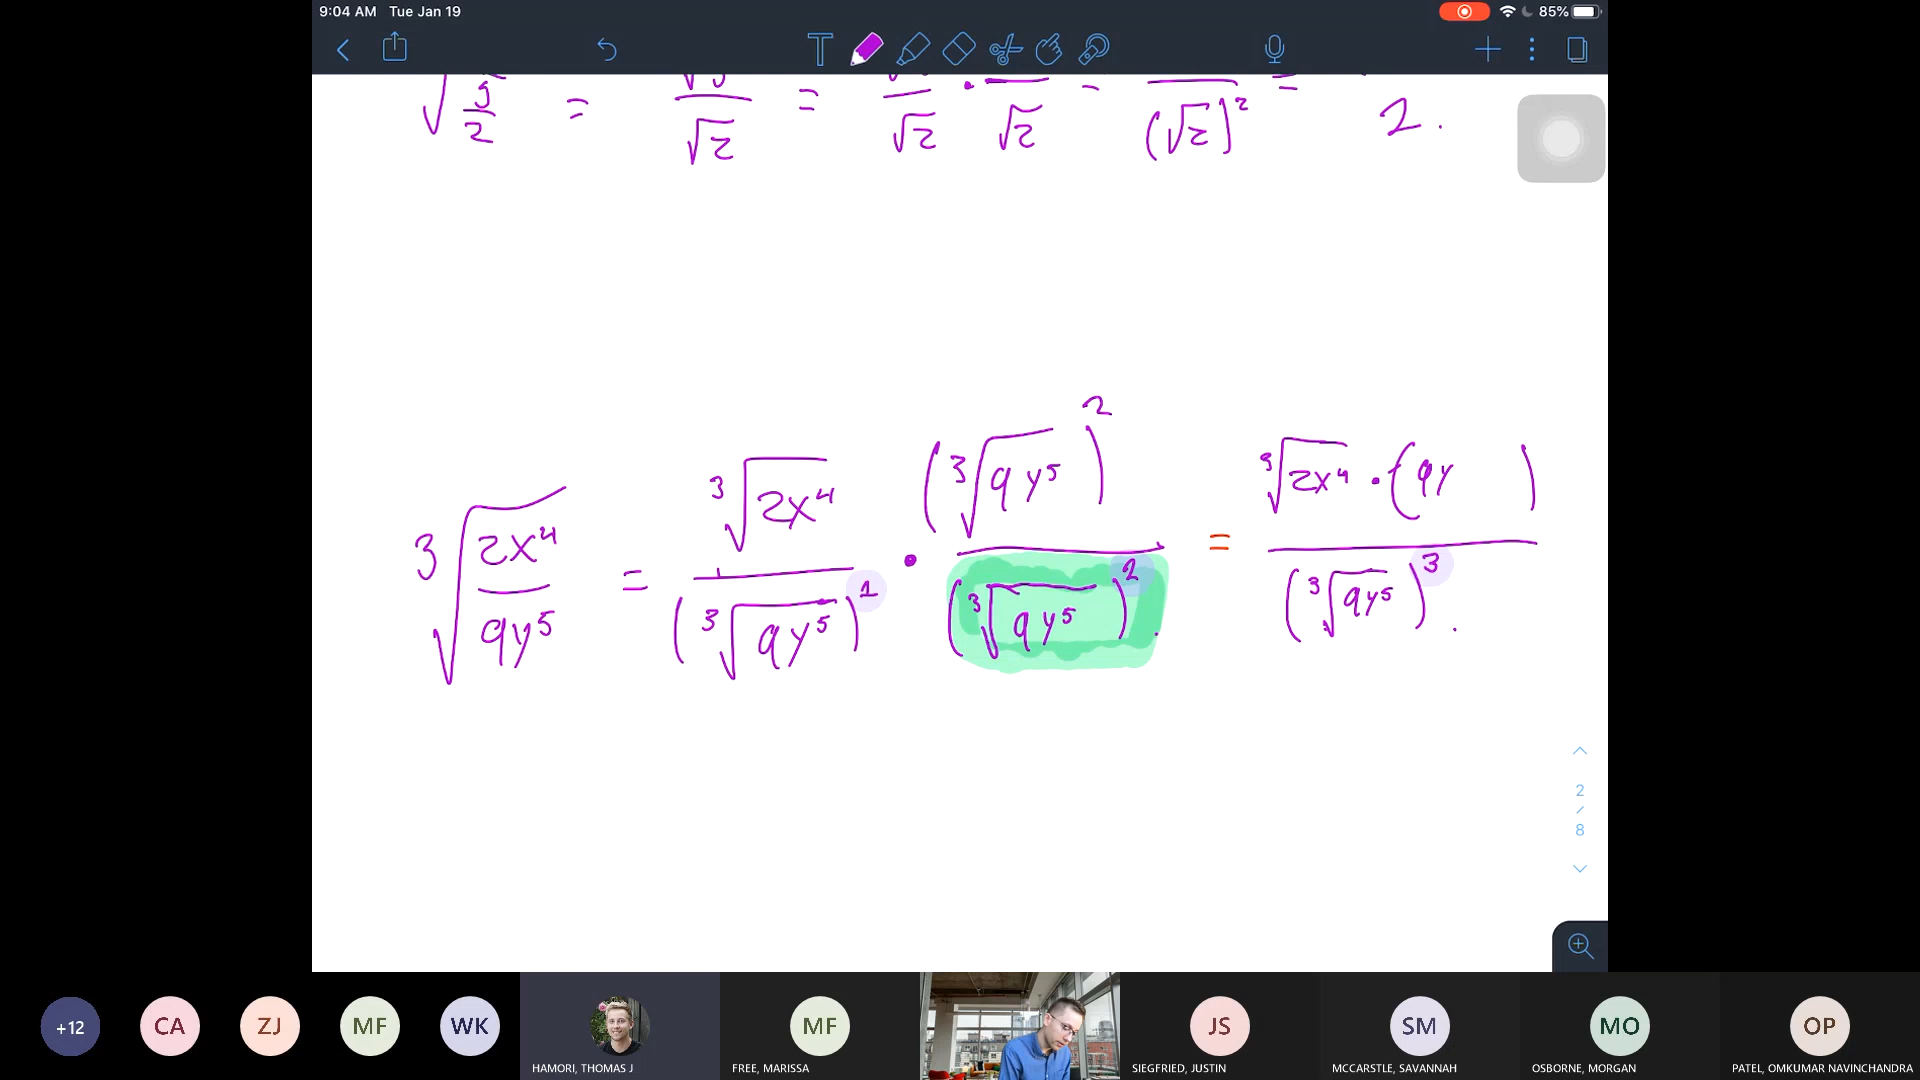 9:04 AM Tue Jan 19 85%
√(9/2) = /√2 = /√2 · /√2 = /(√2)² = 2.
∛(2x⁴/9y⁵) = ∛(2x⁴)/(∛(9y⁵))¹ · (∛(9y⁵))²/(∛(9y⁵))². = ∛(2x⁴) · (9y )/(∛(9y⁵))³.
2
/
8
+12 CA ZJ MF WK MF JS SM MO OP
HAMORI, THOMAS J FREE, MARISSA SIEGFRIED, JUSTIN MCCARSTLE, SAVANNAH OSBORNE, MORGAN PATEL, OMKUMAR NAVINCHANDRA